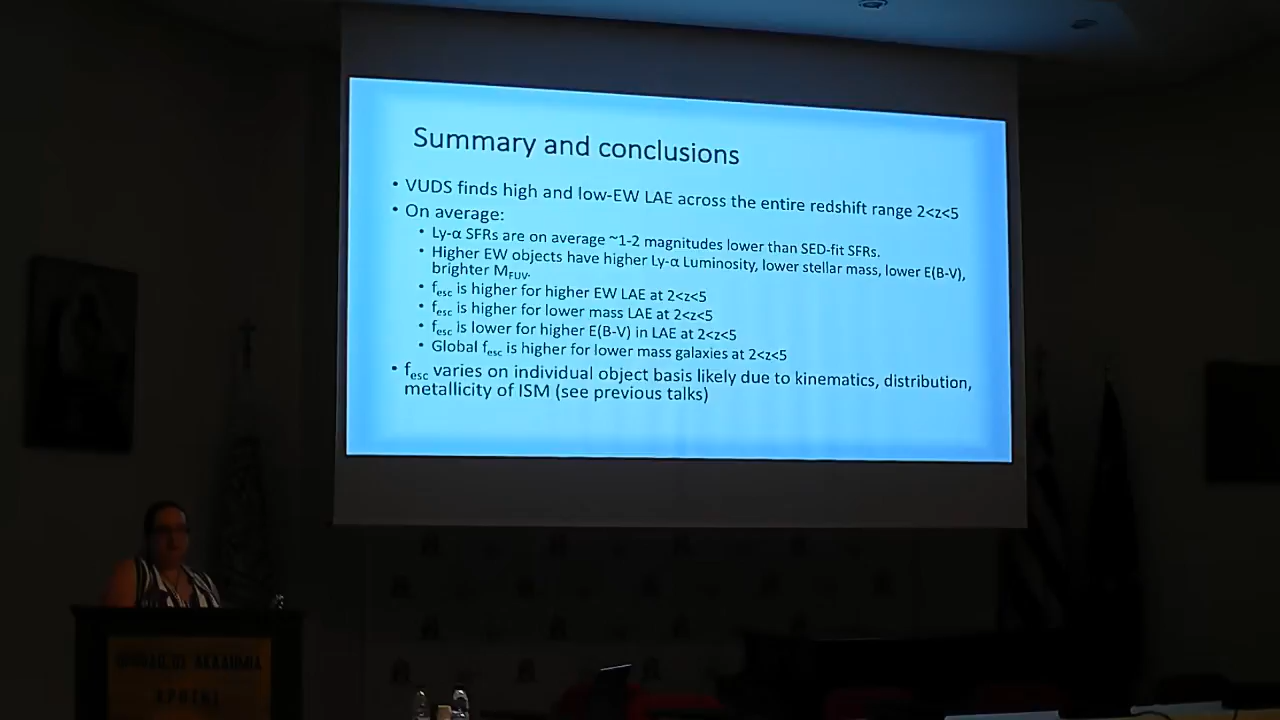 Summary and conclusions
• VUDS finds high and low-EW LAE across the entire redshift range 2<z<5
• On average:
• Ly-α SFRs are on average ~1-2 magnitudes lower than SED-fit SFRs.
• Higher EW objects have higher Ly-α Luminosity, lower stellar mass, lower E(B-V),
brighter M_FUV.
• f_esc is higher for higher EW LAE at 2<z<5
• f_esc is higher for lower mass LAE at 2<z<5
• f_esc is lower for higher E(B-V) in LAE at 2<z<5
• Global f_esc is higher for lower mass galaxies at 2<z<5
• f_esc varies on individual object basis likely due to kinematics, distribution,
metallicity of ISM (see previous talks)